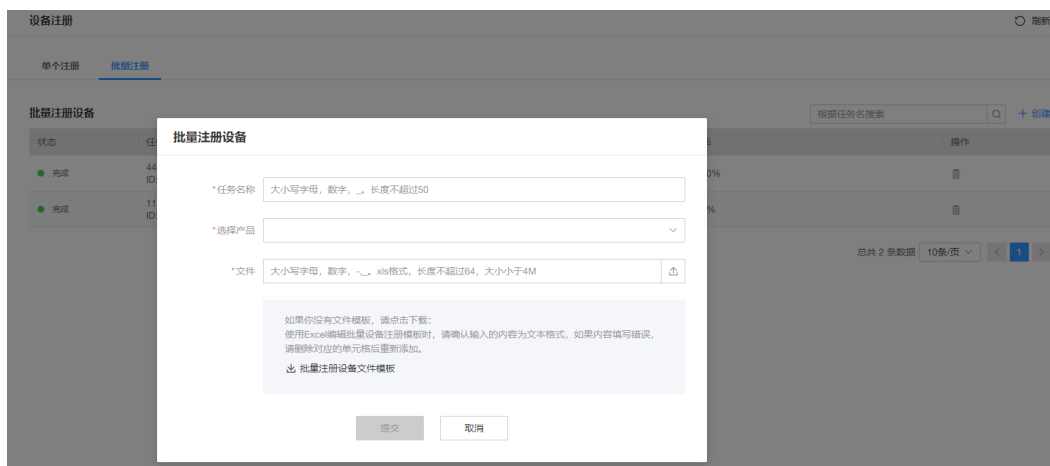 设备注册
刷新
单个注册
批量注册
批量注册设备
根据任务名搜索
创建
状态
操作
完成
44
ID:
0%
完成
11
ID:
%
总共 2 条数据
10条/页
1
批量注册设备
*任务名称
大小写字母，数字，_。长度不超过50
*选择产品
*文件
大小写字母，数字，-._。xls格式，长度不超过64，大小小于4M
如果你没有文件模板，请点击下载：
使用Excel编辑批量设备注册模板时，请确认输入的内容为文本格式，如果内容填写错误，
请删除对应的单元格后重新添加。
批量注册设备文件模板
提交
取消